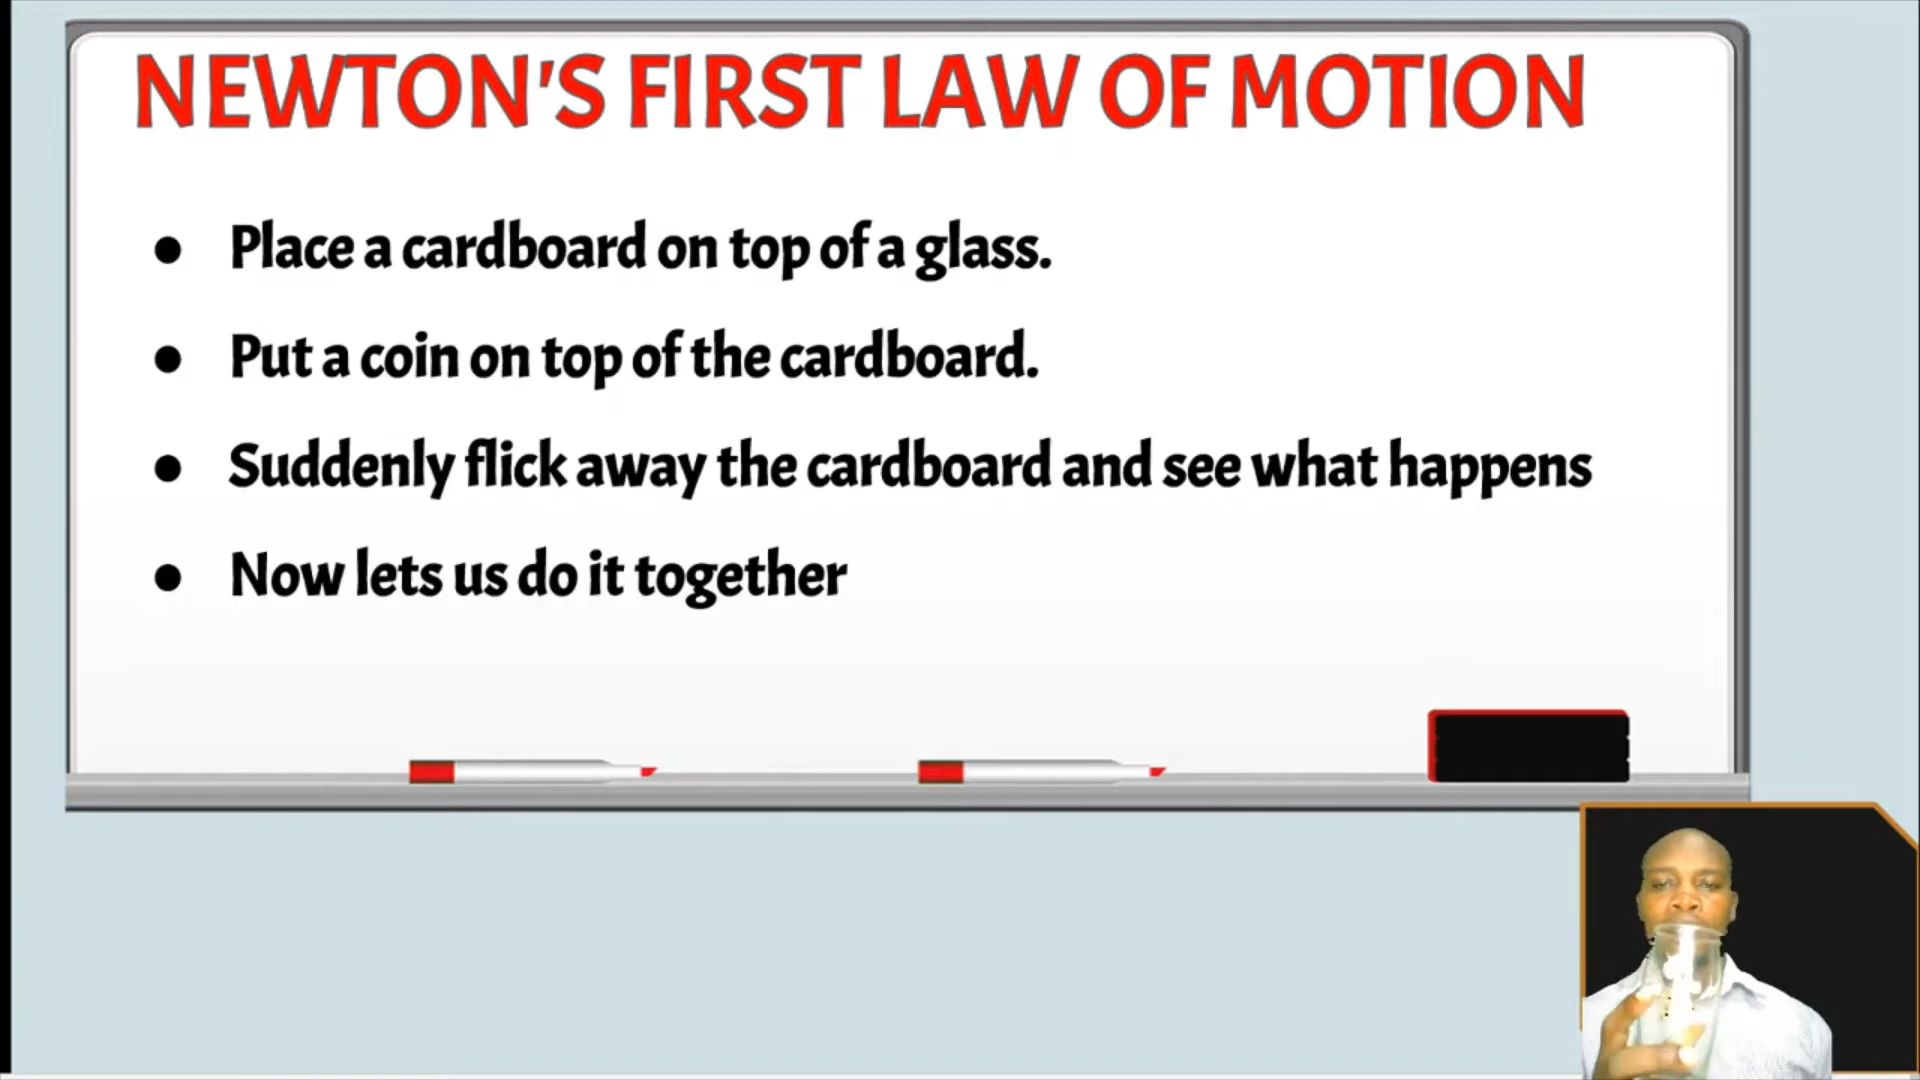 NEWTON'S FIRST LAW OF MOTION
● Place a cardboard on top of a glass.
● Put a coin on top of the cardboard.
● Suddenly flick away the cardboard and see what happens
● Now lets us do it together